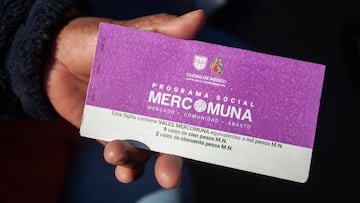 CIUDAD DE MÉXICO
PROGRAMA SOCIAL
MERCOMUNA
MERCADO • COMUNIDAD • ABASTO
Esta fajilla contiene VALES MERCOMUNA equivalentes a mil pesos M.N.
9 vales de cien pesos M.N.
2 vales de cincuenta pesos M.N.